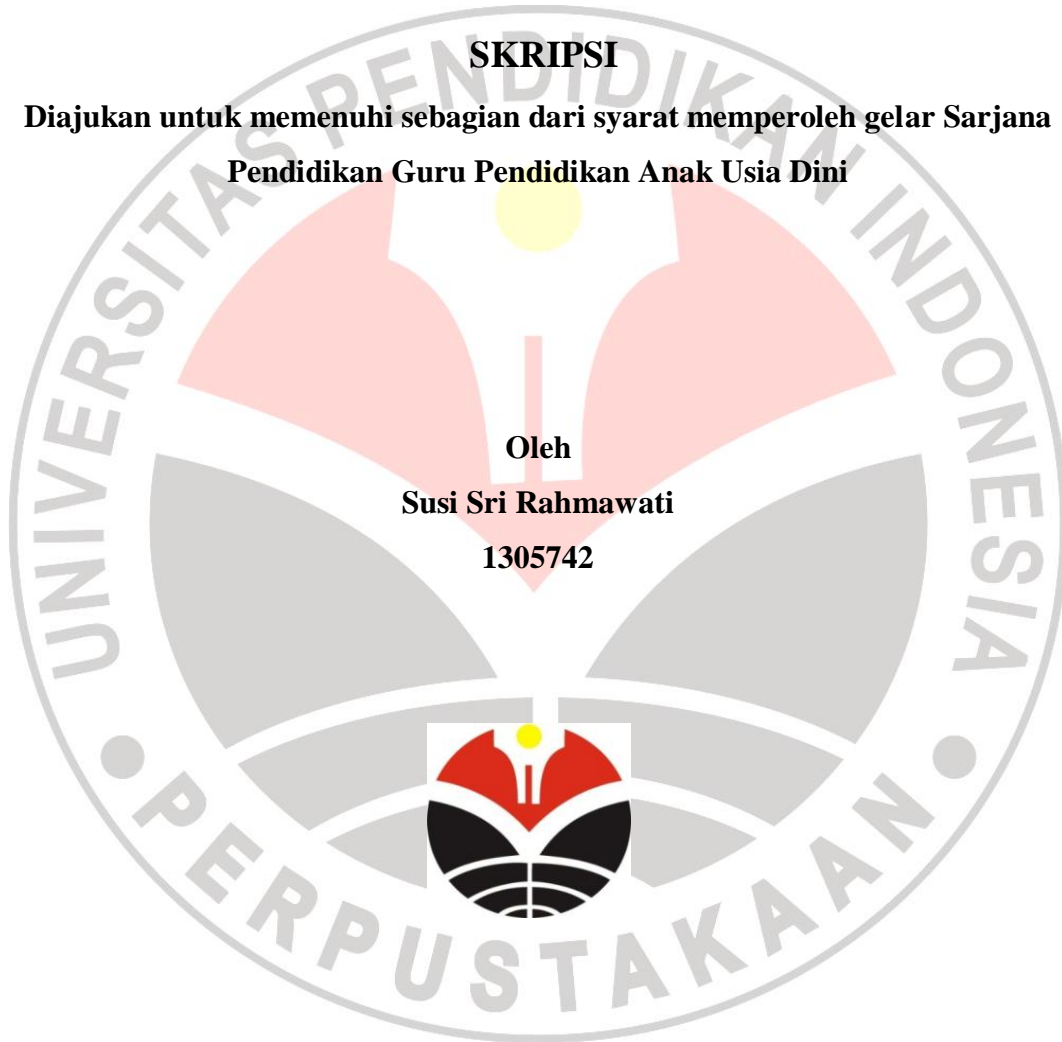 SKRIPSI
Diajukan untuk memenuhi sebagian dari syarat memperoleh gelar Sarjana
Pendidikan Guru Pendidikan Anak Usia Dini
Oleh
Susi Sri Rahmawati
1305742
UNIVERSITAS PENDIDIKAN INDONESIA
PERPUSTAKAAN